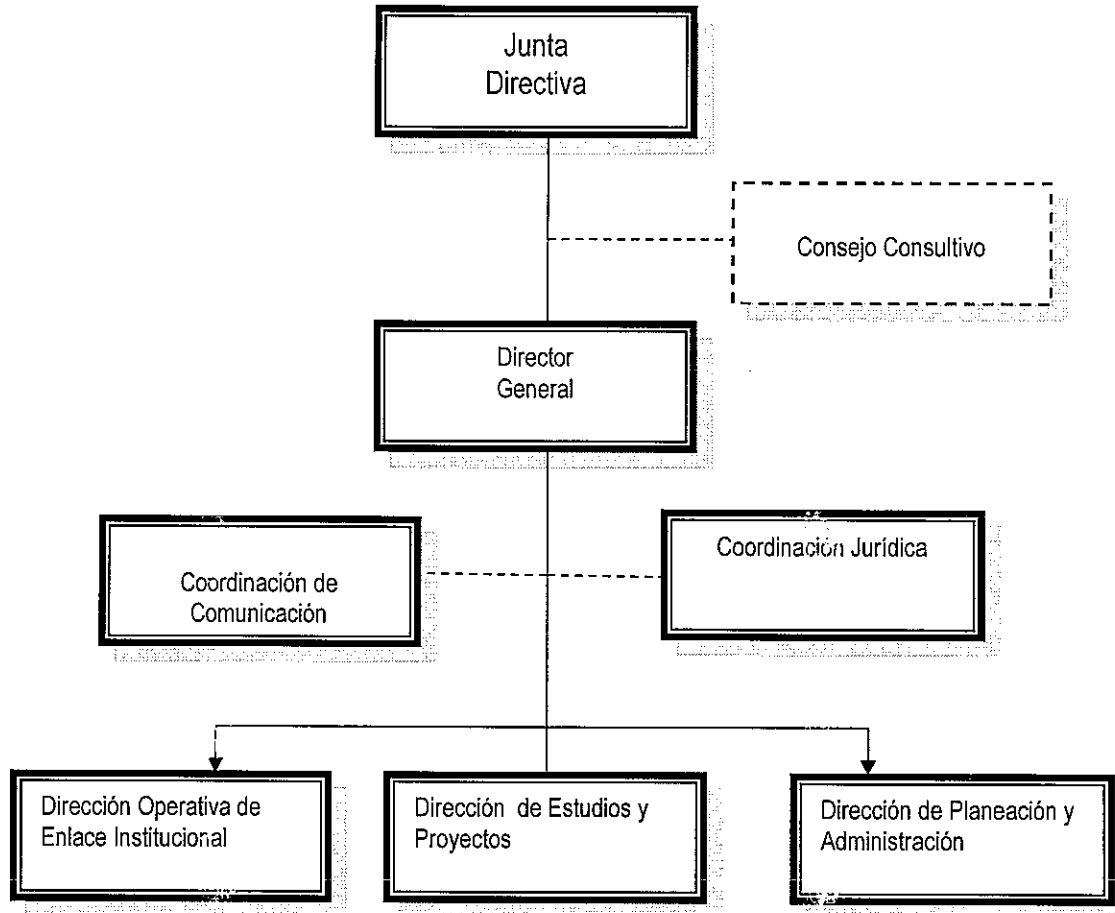 Junta
Directiva
Consejo Consultivo
Director
General
Coordinación de
Comunicación
Coordinación Jurídica
Dirección Operativa de
Enlace Institucional
Dirección de Estudios y
Proyectos
Dirección de Planeación y
Administración